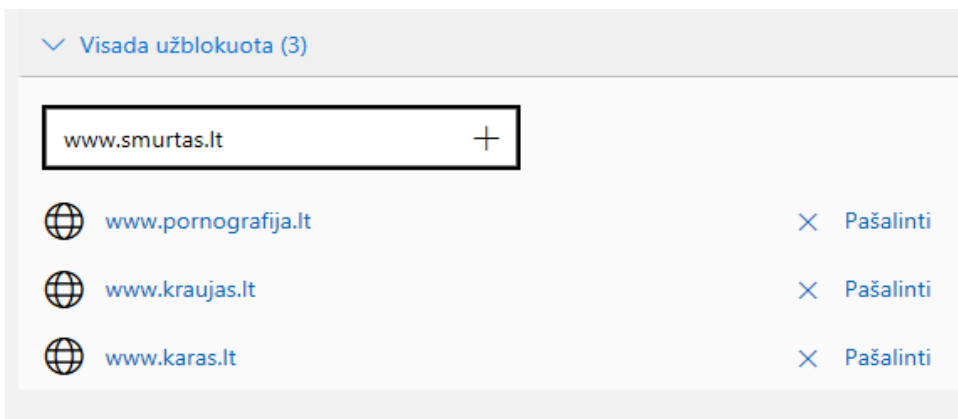 Visada užblokuota (3)
www.smurtas.lt
www.pornografija.lt Pašalinti
www.kraujas.lt Pašalinti
www.karas.lt Pašalinti